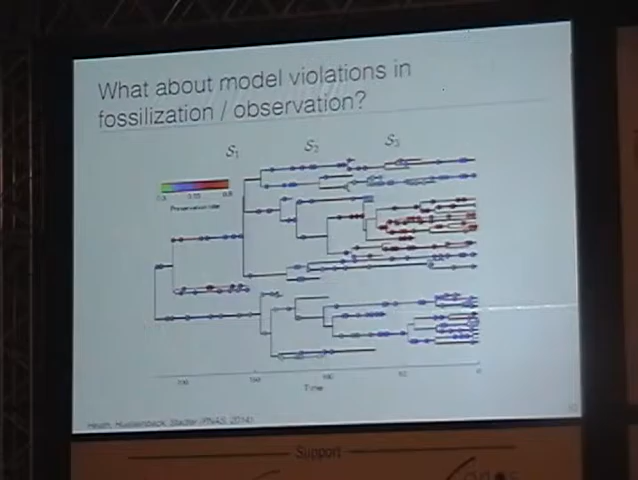 What about model violations in
fossilization / observation?
S₁ S₂ S₃
Preservation rate
Time
Heath, Huelsenbeck, Stadler (PNAS, 2014)
Support